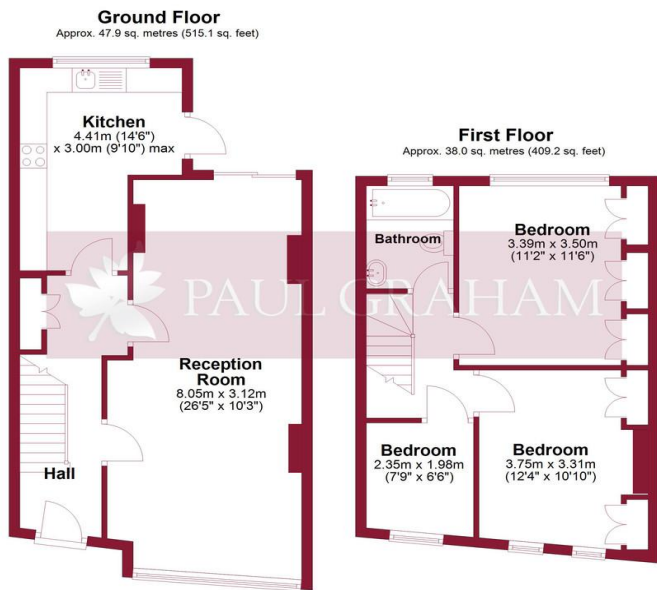 Ground Floor
Approx. 47.9 sq. metres (515.1 sq. feet)
Kitchen
4.41m (14'6")
x 3.00m (9'10") max
Reception
Room
8.05m x 3.12m
(26'5" x 10'3")
Hall
First Floor
Approx. 38.0 sq. metres (409.2 sq. feet)
Bathroom
Bedroom
3.39m x 3.50m
(11'2" x 11'6")
Bedroom
2.35m x 1.98m
(7'9" x 6'6")
Bedroom
3.75m x 3.31m
(12'4" x 10'10")
PAUL GRAHAM